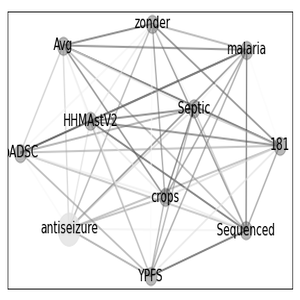 zonder
Avg
malaria
Septic
HHMAstV2
181
ADSC
crops
antiseizure
Sequenced
YPFS